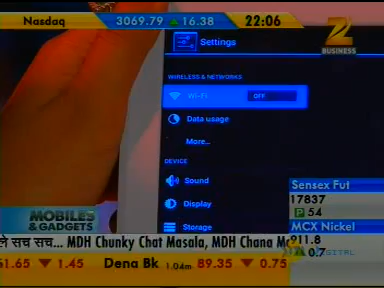 Nasdaq 3069.79 ▲ 16.38 22:06
Z
BUSINESS
Settings
WIRELESS & NETWORKS
Wi-Fi OFF
Data usage
More...
DEVICE
Sound
Display
Storage
Sensex Fut
17837
P 54
MCX Nickel
911.8
0.7
MOBILES
& GADGETS
ले सच सच... MDH Chunky Chat Masala, MDH Chana M
61.65 ▼ 1.45 Dena Bk 1.04m 89.35 ▼ 0.75